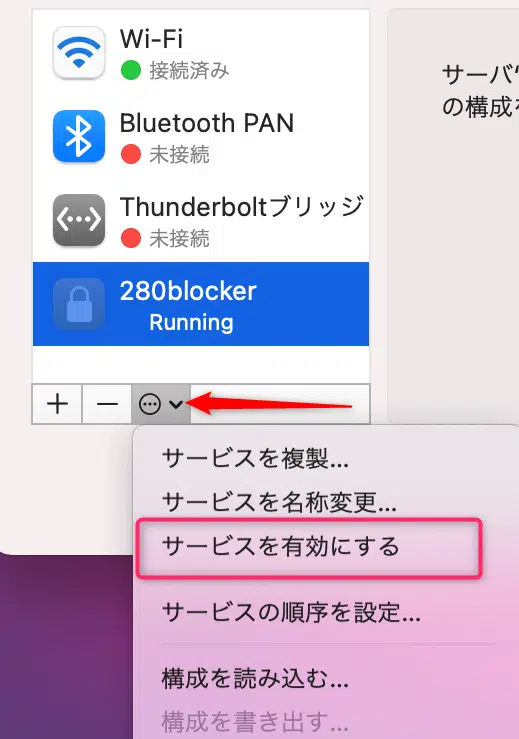 Wi-Fi
接続済み
Bluetooth PAN
未接続
Thunderboltブリッジ
未接続
280blocker
Running
サーバ
の構成を
サービスを複製...
サービスを名称変更...
サービスを有効にする
サービスの順序を設定...
構成を読み込む...
構成を書き出す...